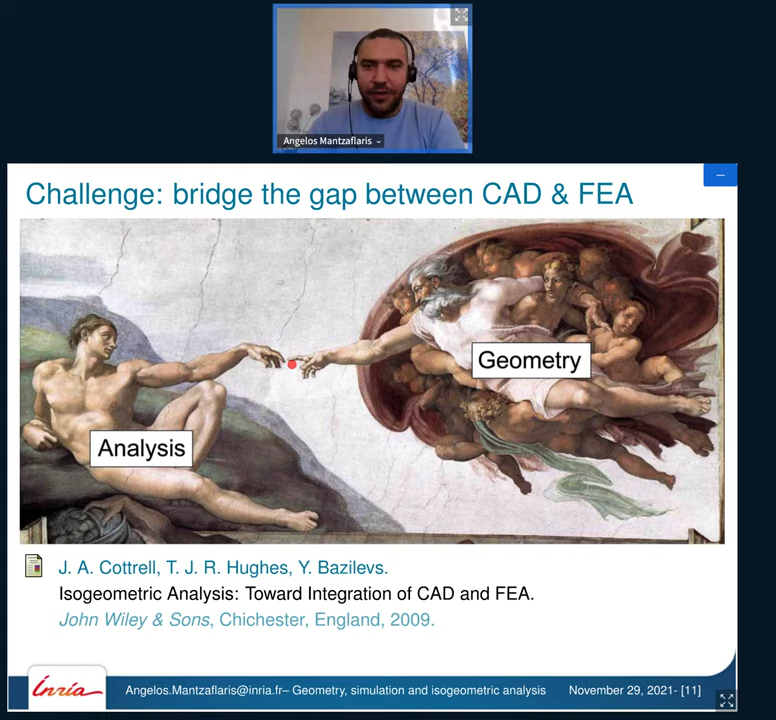 Angelos Mantzaflaris
Challenge: bridge the gap between CAD & FEA
Geometry
Analysis
J. A. Cottrell, T. J. R. Hughes, Y. Bazilevs.
Isogeometric Analysis: Toward Integration of CAD and FEA.
John Wiley & Sons, Chichester, England, 2009.
Inria
Angelos.Mantzaflaris@inria.fr– Geometry, simulation and isogeometric analysis November 29, 2021- [11]